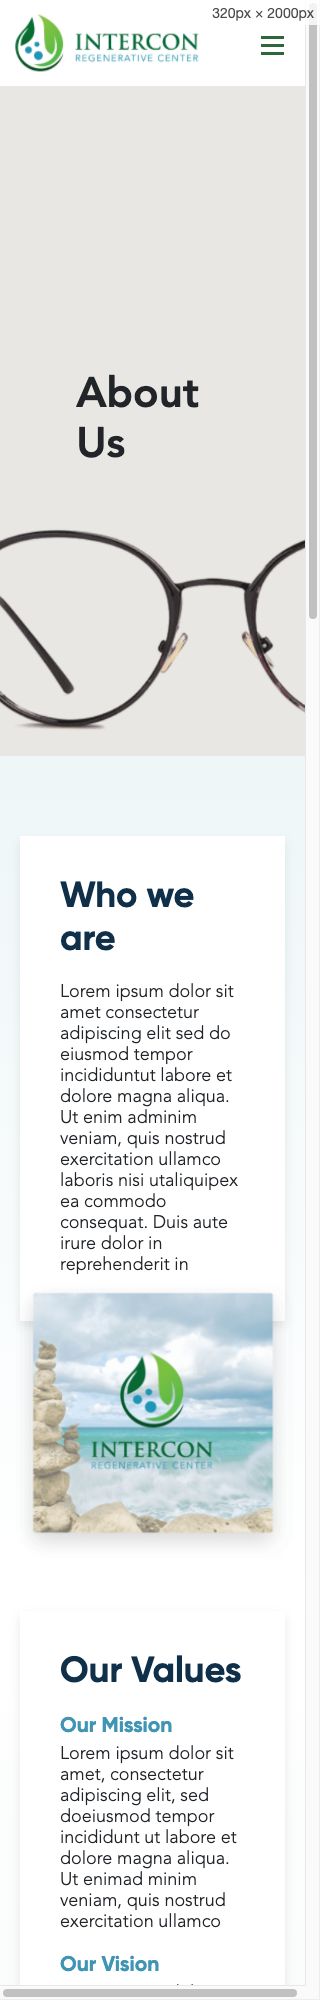 320px × 2000px
INTERCON
REGENERATIVE CENTER
About
Us
Who we
are
Lorem ipsum dolor sit
amet consectetur
adipiscing elit sed do
eiusmod tempor
incididuntut labore et
dolore magna aliqua.
Ut enim adminim
veniam, quis nostrud
exercitation ullamco
laboris nisi utaliquipex
ea commodo
consequat. Duis aute
irure dolor in
reprehenderit in
INTERCON
REGENERATIVE CENTER
Our Values
Our Mission
Lorem ipsum dolor sit
amet, consectetur
adipiscing elit, sed
doeiusmod tempor
incididunt ut labore et
dolore magna aliqua.
Ut enimad minim
veniam, quis nostrud
exercitation ullamco
Our Vision